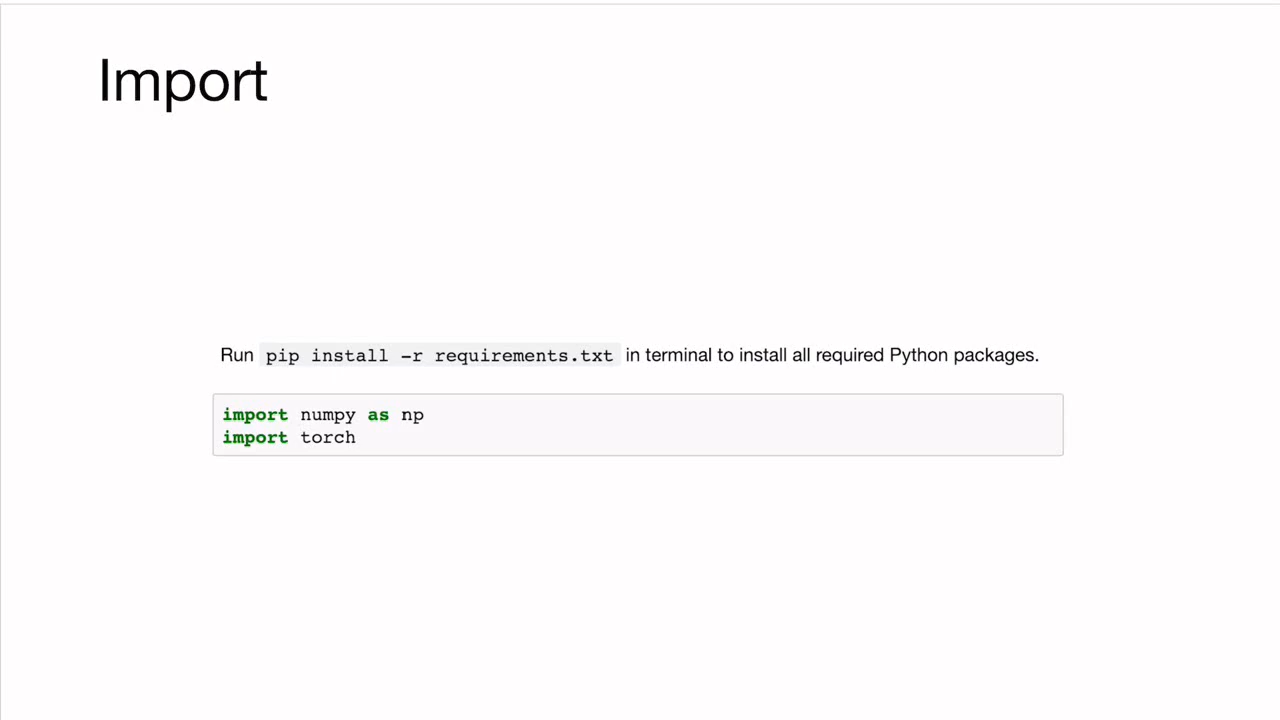 Import
Run pip install -r requirements.txt in terminal to install all required Python packages.
import numpy as np
import torch